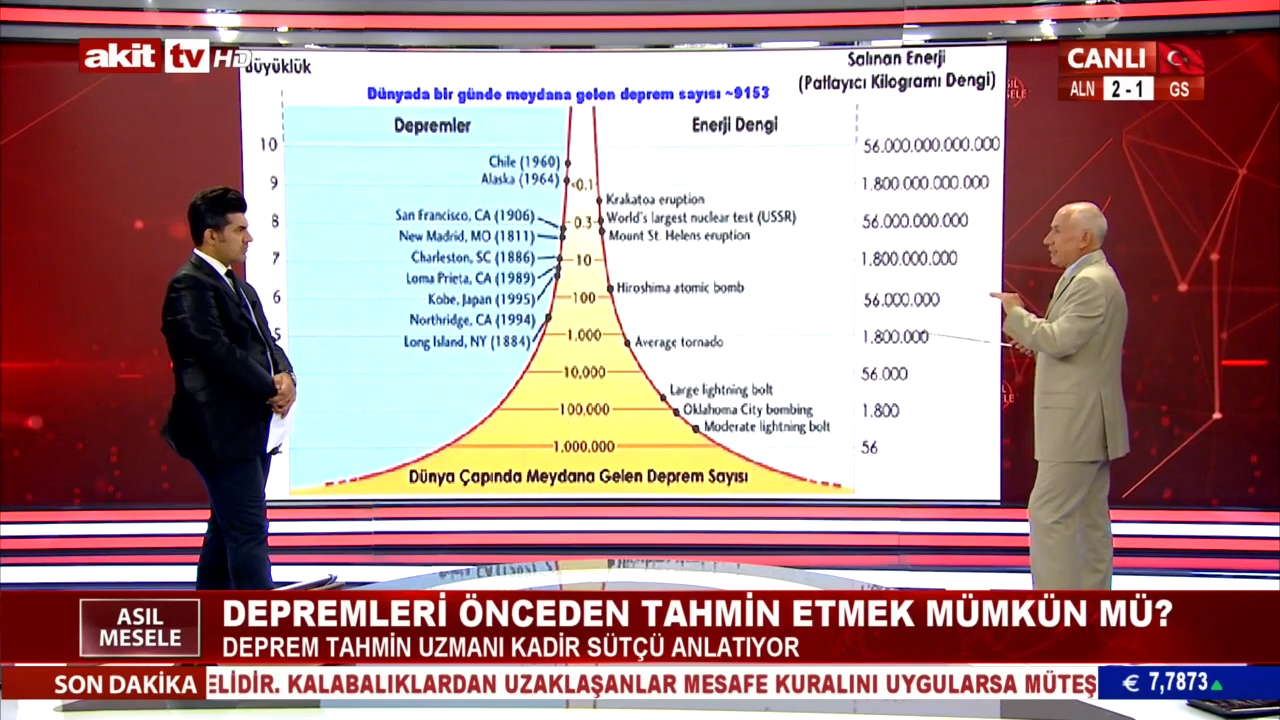 akit tv HD
CANLI
ALN 2 - 1 GS
Büyüklük
Salınan Enerji
(Patlayıcı Kilogramı Dengi)
Dünyada bir günde meydana gelen deprem sayısı ~9153
Depremler
Enerji Dengi
10
9
8
7
6
5
2
Chile (1960)
Alaska (1964)
San Francisco, CA (1906)
New Madrid, MO (1811)
Charleston, SC (1886)
Loma Prieta, CA (1989)
Kobe, Japan (1995)
Northridge, CA (1994)
Long Island, NY (1884)
<0.1
0.3
10
100
1,000
10,000
100,000
1,000,000
Krakatoa eruption
World's largest nuclear test (USSR)
Mount St. Helens eruption
Hiroshima atomic bomb
Average tornado
Large lightning bolt
Oklahoma City bombing
Moderate lightning bolt
56.000.000.000.000
1.800.000.000.000
56.000.000.000
1.800.000.000
56.000.000
1.800.000
56.000
1.800
56
Dünya Çapında Meydana Gelen Deprem Sayısı
ASIL
MESELE
DEPREMLERİ ÖNCEDEN TAHMİN ETMEK MÜMKÜN MÜ?
DEPREM TAHMİN UZMANI KADİR SÜTÇÜ ANLATIYOR
SON DAKİKA ELİDİR. KALABALIKLARDAN UZAKLAŞANLAR MESAFE KURALINI UYGULARSA MÜTEŞ
€ 7,7873